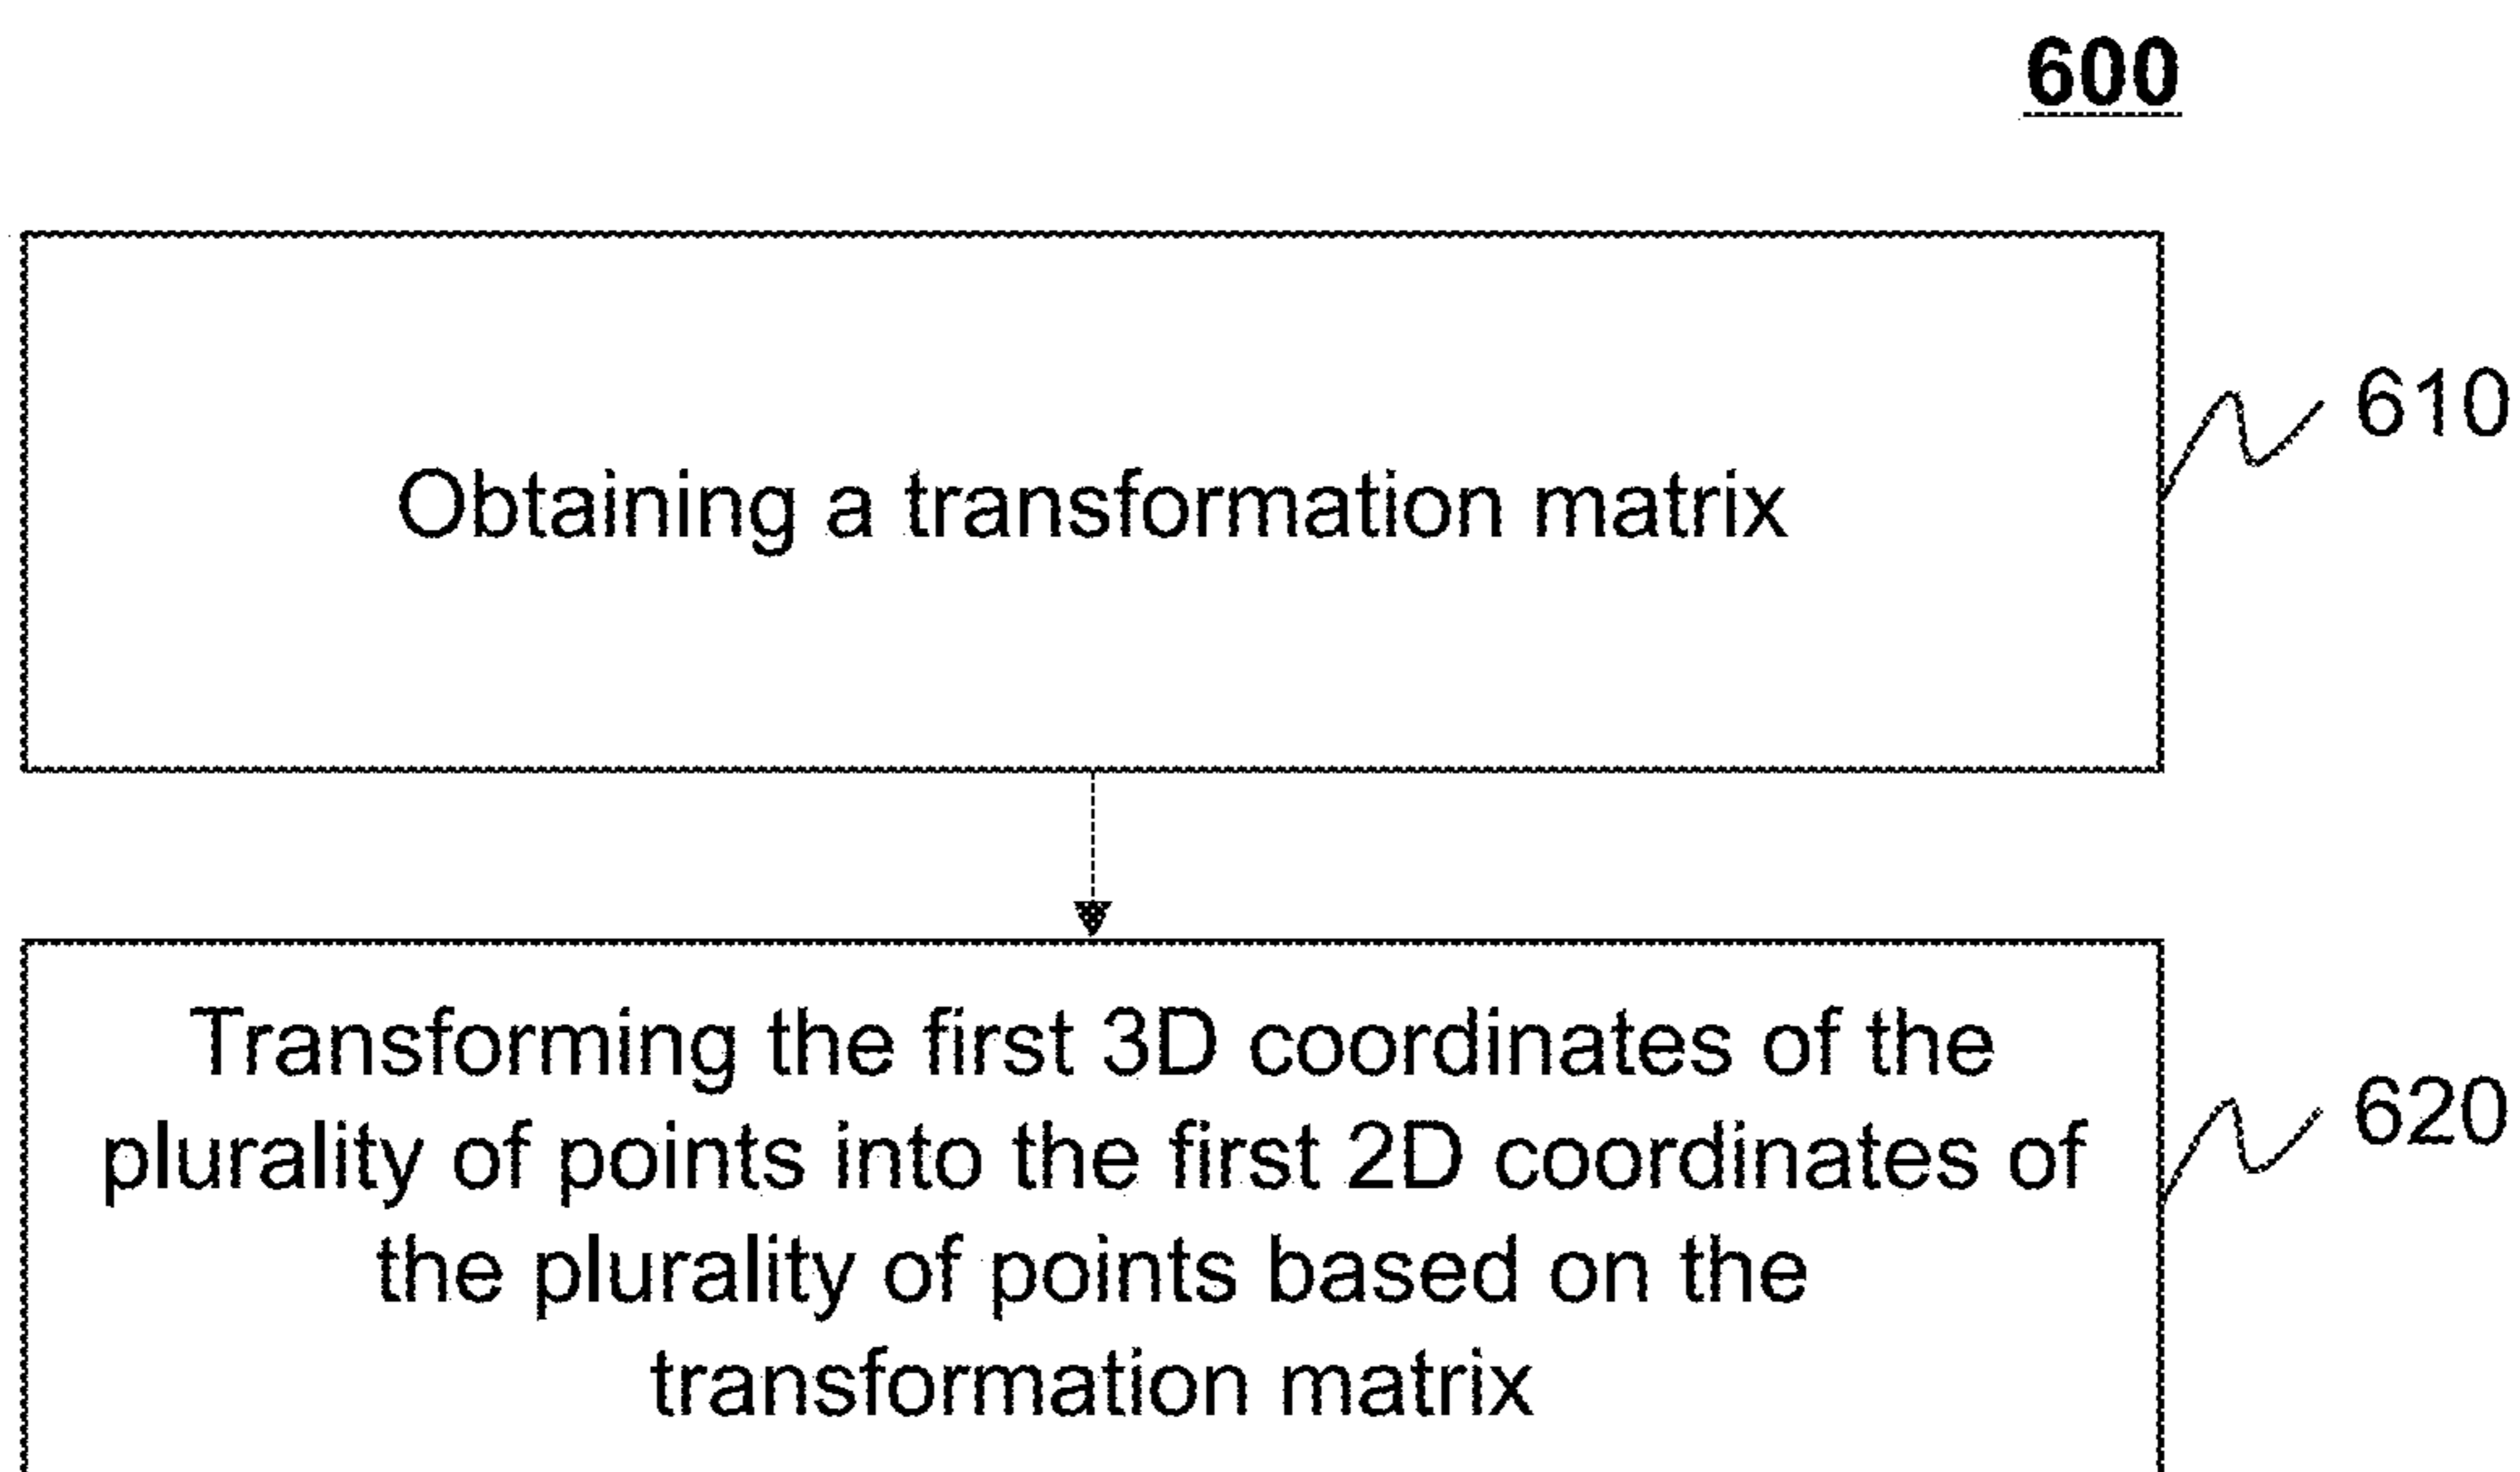 600
Obtaining a transformation matrix
610
Transforming the first 3D coordinates of the
plurality of points into the first 2D coordinates of
the plurality of points based on the
transformation matrix
620